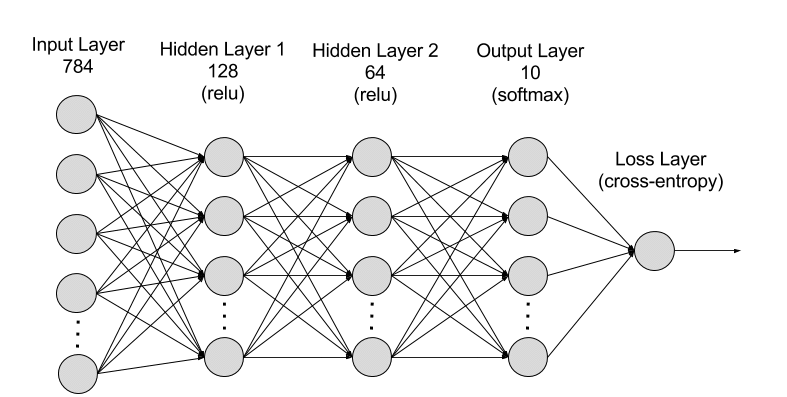 Input Layer
784
Hidden Layer 1
128
(relu)
Hidden Layer 2
64
(relu)
Output Layer
10
(softmax)
Loss Layer
(cross-entropy)